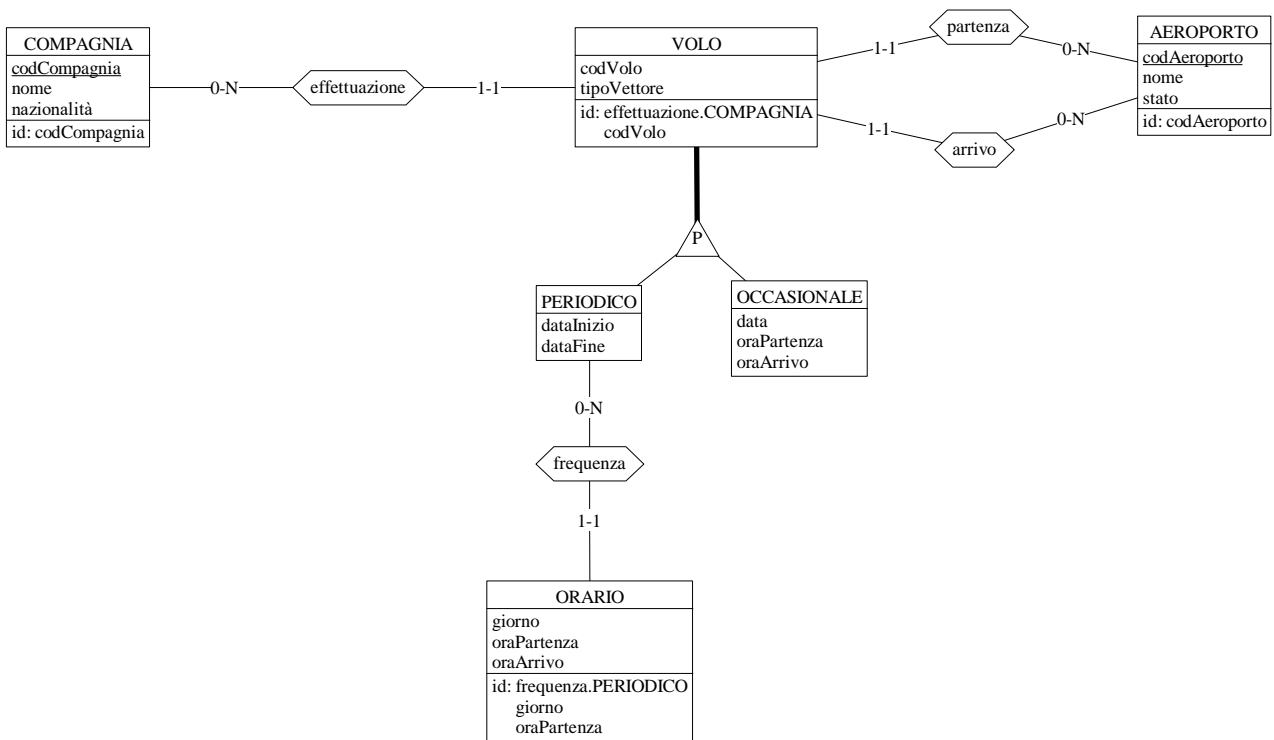 COMPAGNIA
codCompagnia
nome
nazionalità
id: codCompagnia
0-N
effettuazione
1-1
VOLO
codVolo
tipoVettore
id: effettuazione.COMPAGNIA
codVolo
1-1
partenza
0-N
1-1
arrivo
0-N
AEROPORTO
codAeroporto
nome
stato
id: codAeroporto
P
PERIODICO
dataInizio
dataFine
OCCASIONALE
data
oraPartenza
oraArrivo
0-N
frequenza
1-1
ORARIO
giorno
oraPartenza
oraArrivo
id: frequenza.PERIODICO
giorno
oraPartenza